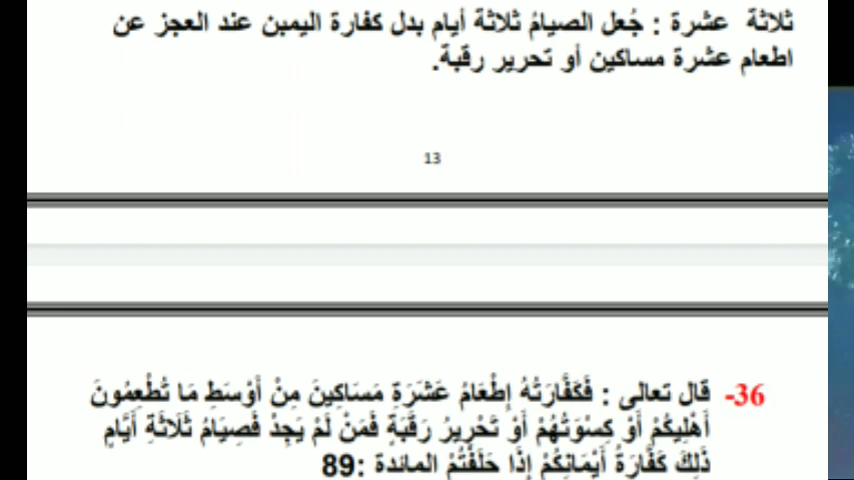 ثلاثة عشرة : جُعل الصيامُ ثلاثة أيام بدل كفارة اليمين عند العجز عن
اطعام عشرة مساكين أو تحرير رقبة.
13
36- قال تعالى : فَكَفَّارَتُهُ إِطْعَامُ عَشَرَةِ مَسَاكِينَ مِنْ أَوْسَطِ مَا تُطْعِمُونَ
أَهْلِيكُمْ أَوْ كِسْوَتُهُمْ أَوْ تَحْرِيرُ رَقَبَةٍ فَمَنْ لَمْ يَجِدْ فَصِيَامُ ثَلَاثَةِ أَيَّامٍ
ذَلِكَ كَفَّارَةُ أَيْمَانِكُمْ إِذَا حَلَفْتُمْ المائدة :89